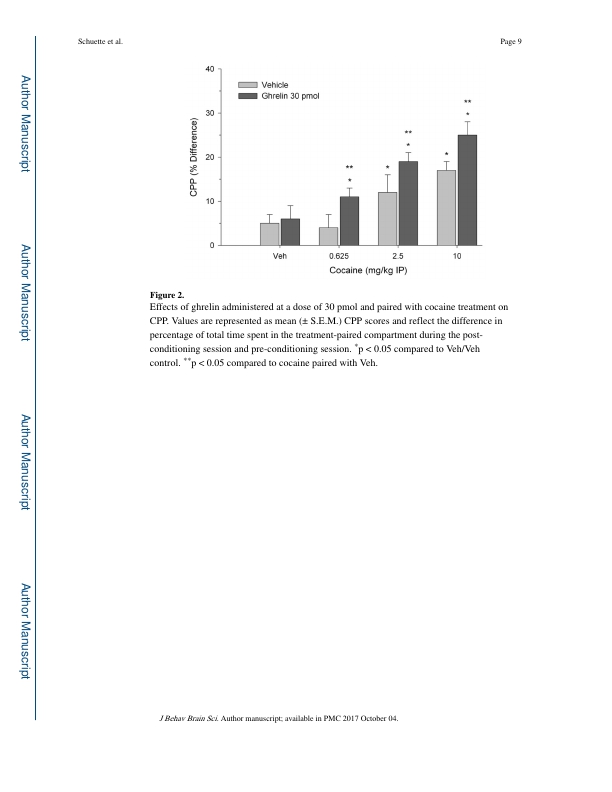 Schuette et al.
Page 9
Author Manuscript
Author Manuscript
Author Manuscript
Author Manuscript
40
30
20
10
0
CPP (% Difference)
Vehicle
Ghrelin 30 pmol
**
*
*
**
*
*
**
*
Veh
0.625
2.5
10
Cocaine (mg/kg IP)
Figure 2.
Effects of ghrelin administered at a dose of 30 pmol and paired with cocaine treatment on
CPP. Values are represented as mean (± S.E.M.) CPP scores and reflect the difference in
percentage of total time spent in the treatment-paired compartment during the post-
conditioning session and pre-conditioning session. *p < 0.05 compared to Veh/Veh
control. **p < 0.05 compared to cocaine paired with Veh.
J Behav Brain Sci. Author manuscript; available in PMC 2017 October 04.